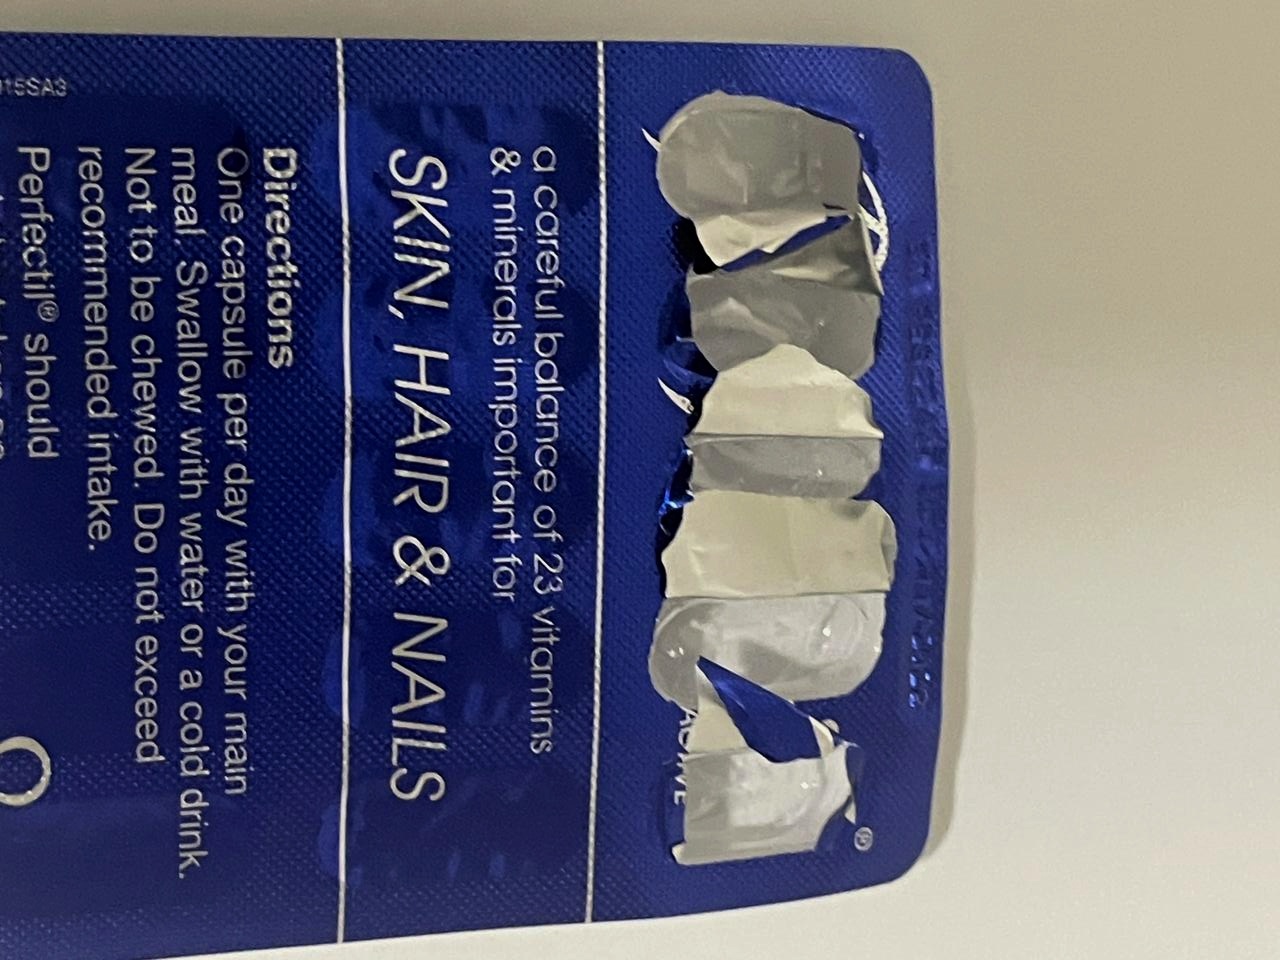 ACTIVE
®
a careful balance of 23 vitamins
& minerals important for
SKIN, HAIR & NAILS
Directions
One capsule per day with your main
meal. Swallow with water or a cold drink.
Not to be chewed. Do not exceed
recommended intake.
Perfectil® should